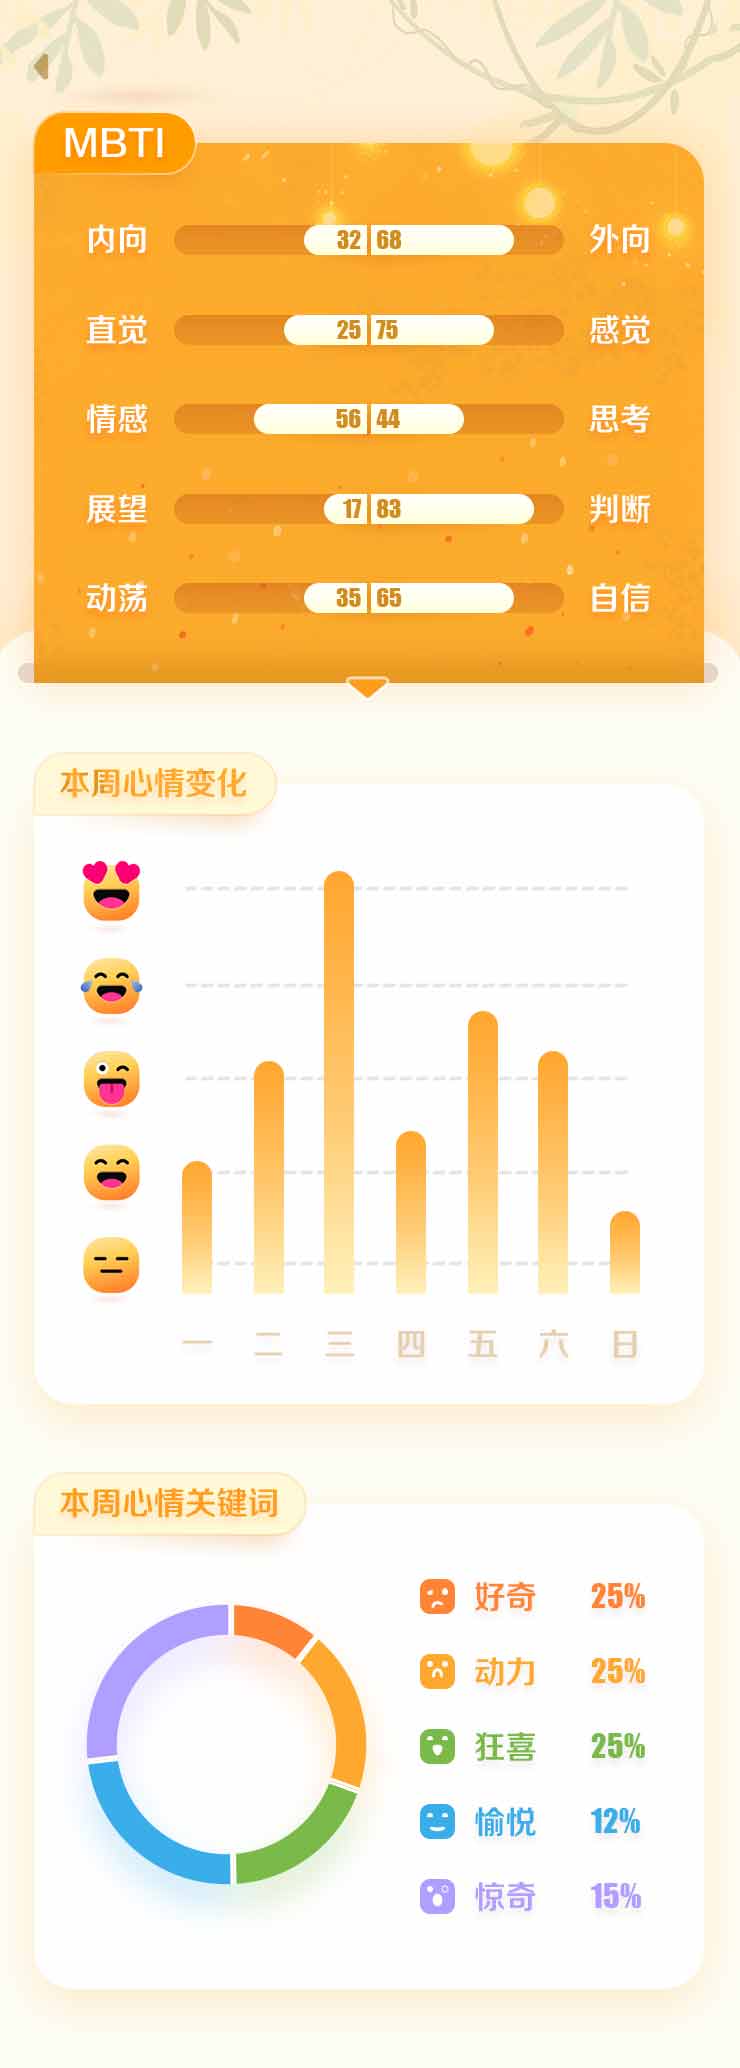 MBTI
内向 32 68 外向
直觉 25 75 感觉
情感 56 44 思考
展望 17 83 判断
动荡 35 65 自信
本周心情变化
一 二 三 四 五 六 日
本周心情关键词
好奇 25%
动力 25%
狂喜 25%
愉悦 12%
惊奇 15%